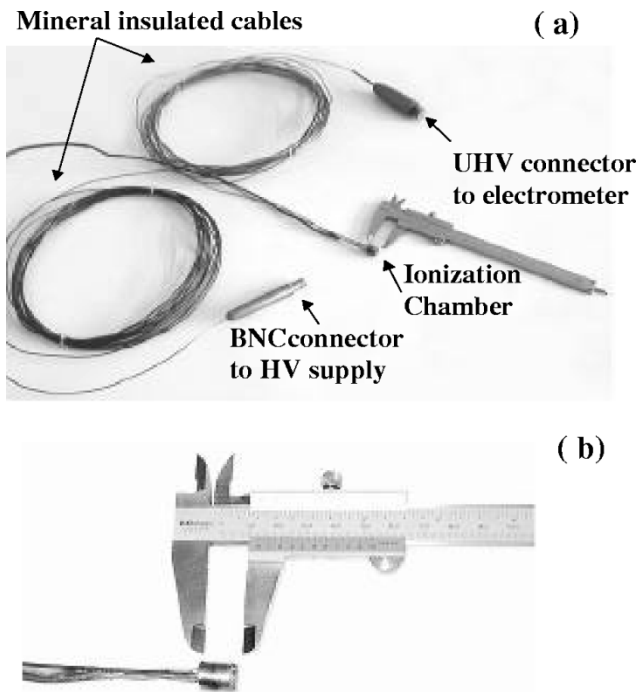 Mineral insulated cables
( a )
UHV connector
to electrometer
Ionization
Chamber
BNCconnector
to HV supply
( b )